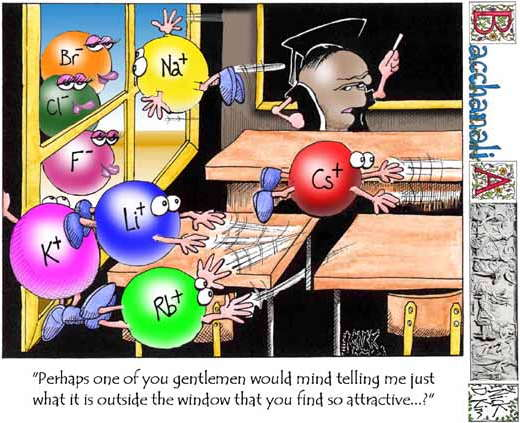 Br⁻
Na⁺
Cl⁻
F⁻
Cs⁺
Li⁺
K⁺
Rb⁺
BacchanaliA
"Perhaps one of you gentlemen would mind telling me just
what it is outside the window that you find so attractive...?"